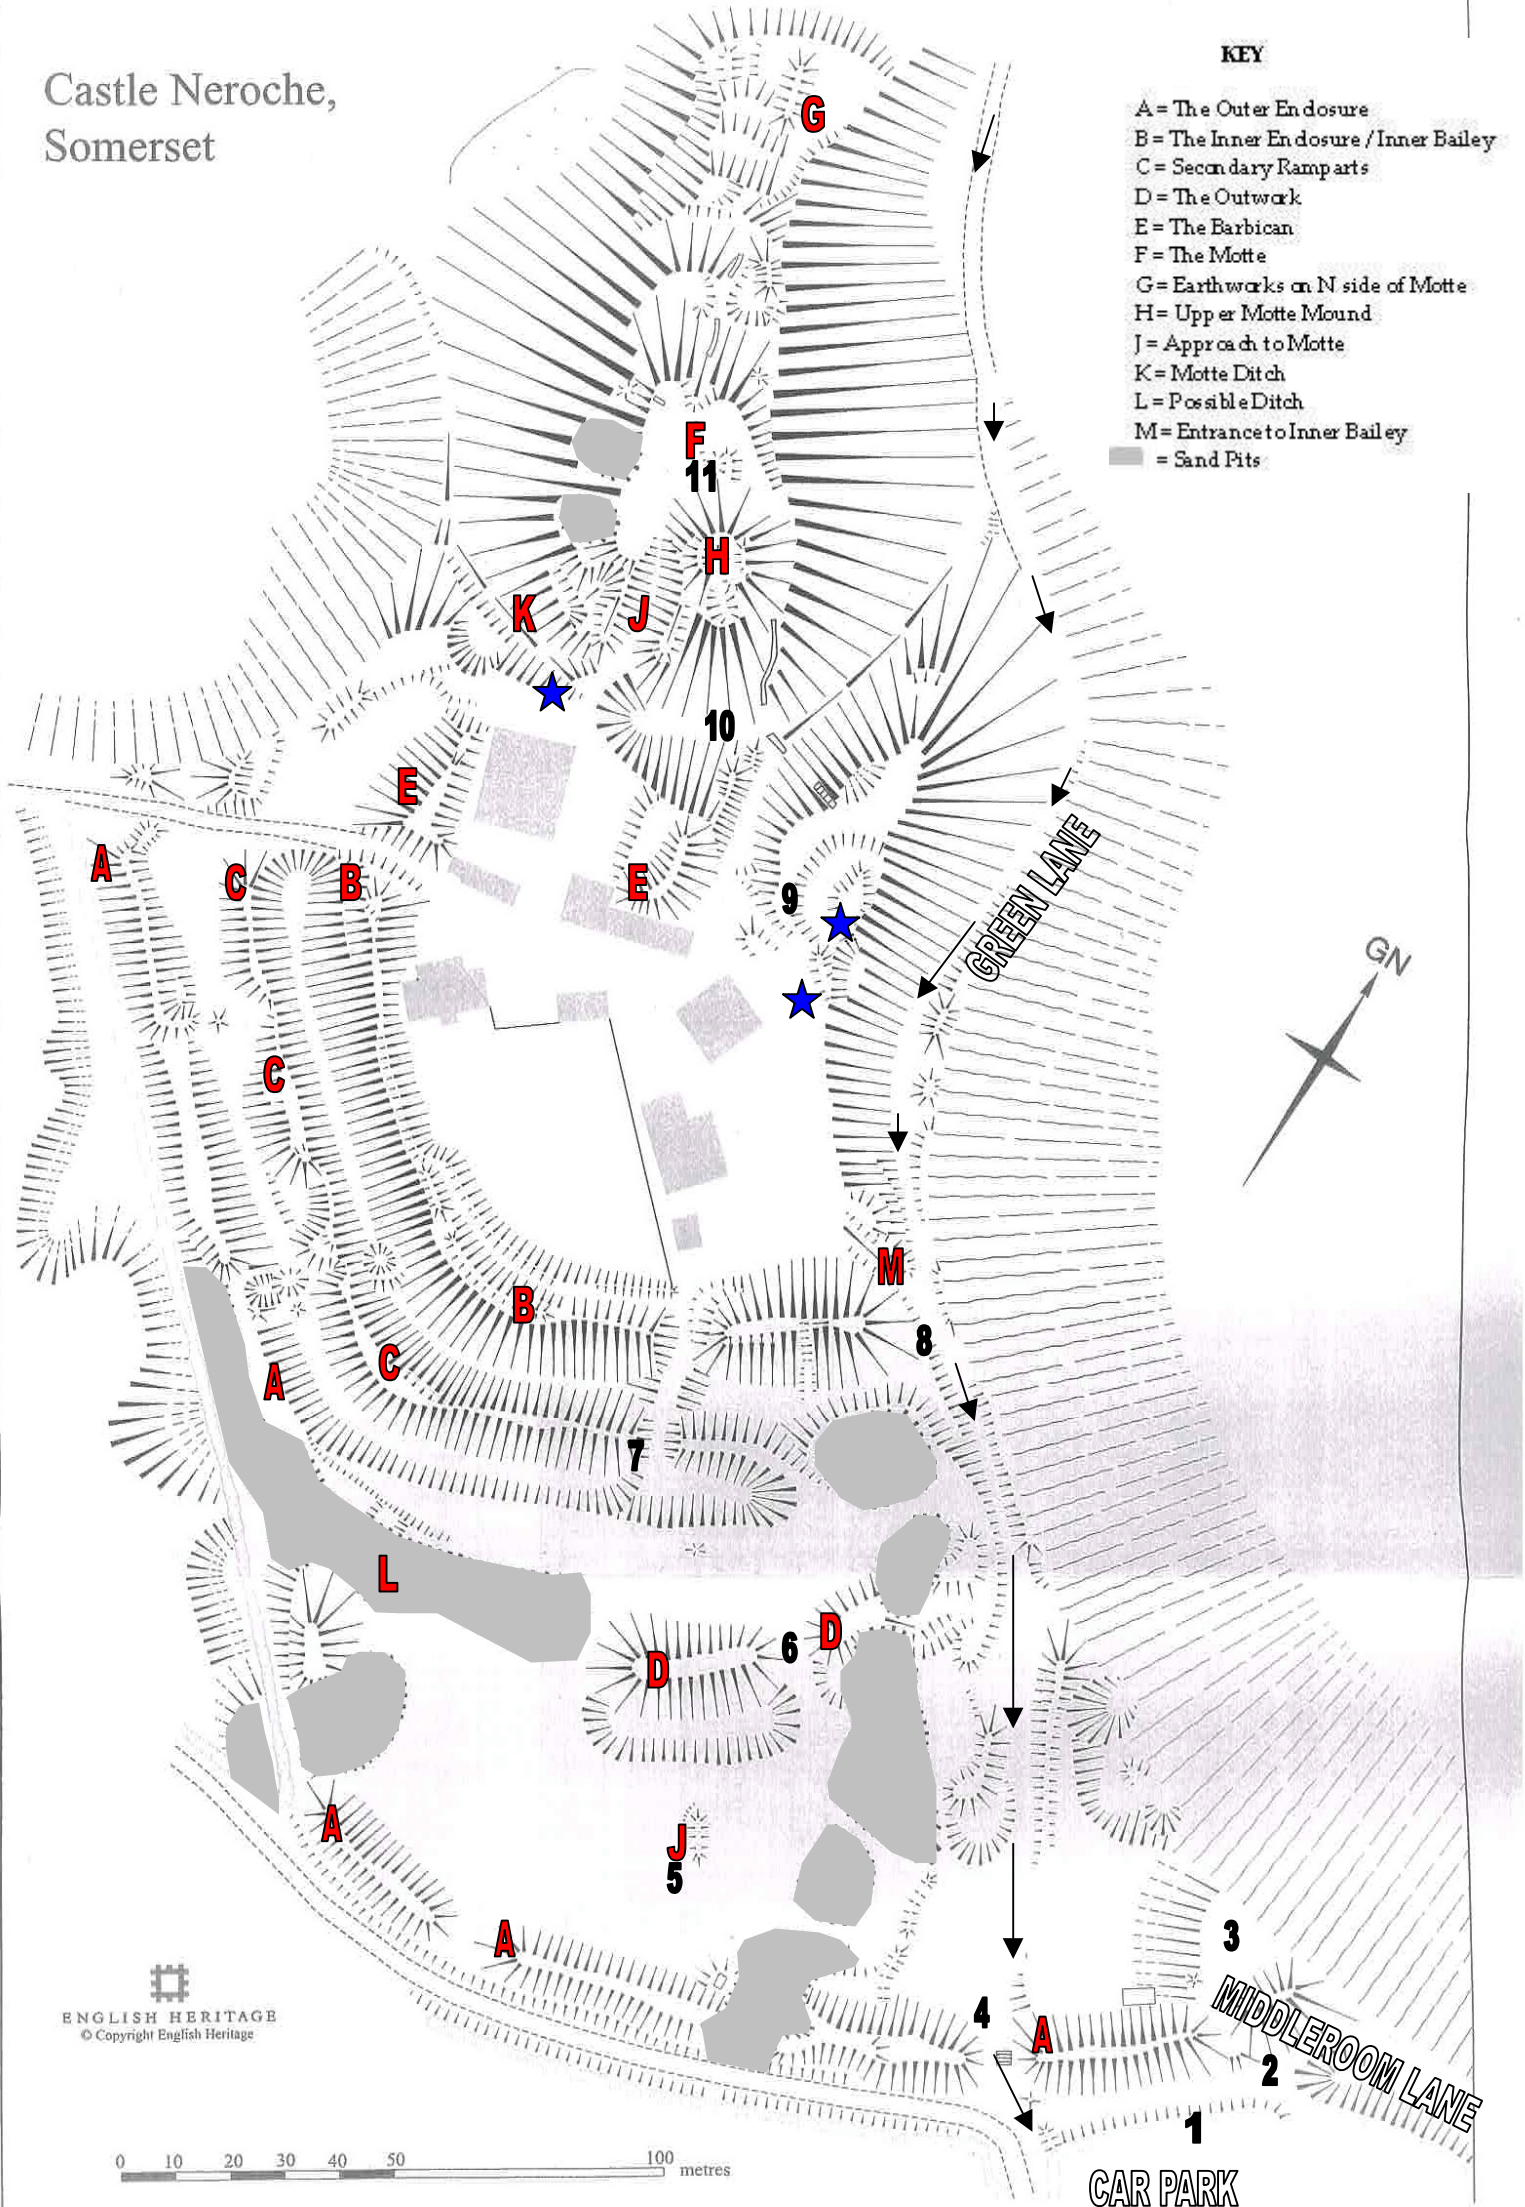 Castle Neroche,
Somerset
KEY
A = The Outer Enclosure
B = The Inner Enclosure / Inner Bailey
C = Secondary Ramparts
D = The Outwork
E = The Barbican
F = The Motte
G = Earthworks on N side of Motte
H = Upper Motte Mound
J = Approach to Motte
K = Motte Ditch
L = Possible Ditch
M = Entrance to Inner Bailey
= Sand Pits
G
F
11
H
K
J
10
E
A
C
B
E
9
GREEN LANE
GN
C
M
B
8
C
A
7
L
D
6
D
A
J
5
A
3
4
A
MIDDLEROOM LANE
2
1
CAR PARK
ENGLISH HERITAGE
© Copyright English Heritage
0 10 20 30 40 50 100 metres